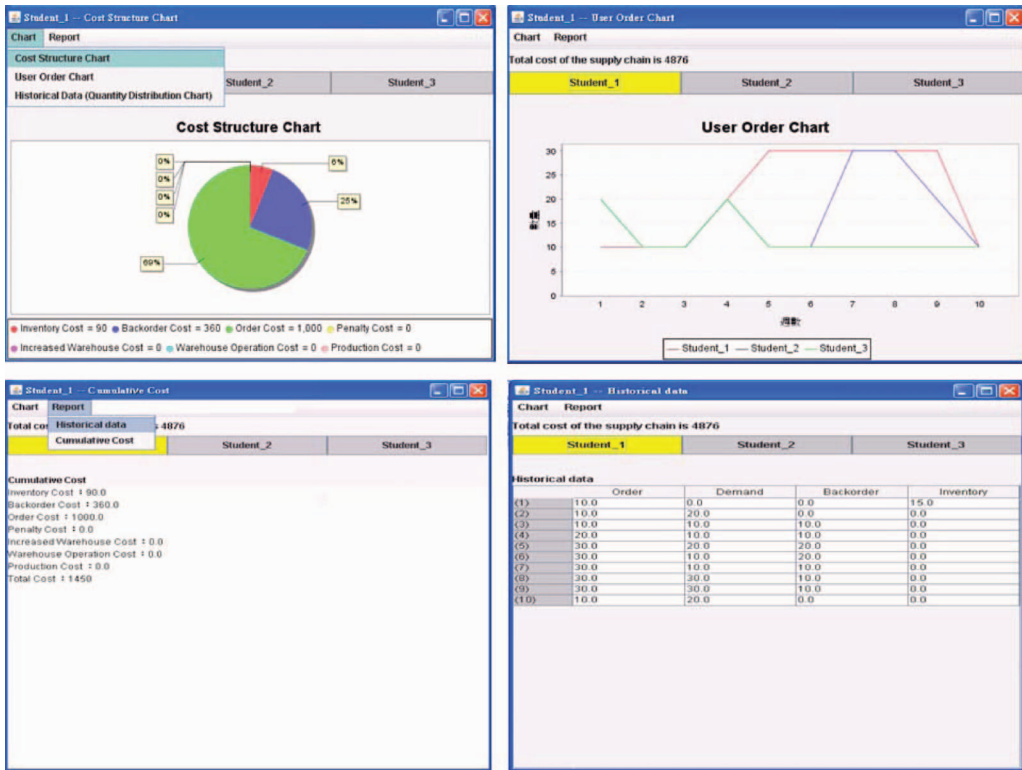 Student_1 -- Cost Structure Chart
Chart Report
Cost Structure Chart
User Order Chart
Historical Data (Quantity Distribution Chart)
Student_2 Student_3
Cost Structure Chart
0%
0%
0%
0%
6%
25%
69%
Inventory Cost = 90 Backorder Cost = 360 Order Cost = 1,000 Penalty Cost = 0
Increased Warehouse Cost = 0 Warehouse Operation Cost = 0 Production Cost = 0
Student_1 -- User Order Chart
Chart Report
Total cost of the supply chain is 4876
Student_1 Student_2 Student_3
User Order Chart
30
25
20
15
10
5
0
1 2 3 4 5 6 7 8 9 10
Student_1 Student_2 Student_3
Student_1 -- Cumulative Cost
Chart Report
Total cos s 4876
Historical data
Cumulative Cost
Student_2 Student_3
Cumulative Cost
Inventory Cost : 90.0
Backorder Cost : 360.0
Order Cost : 1000.0
Penalty Cost : 0.0
Increased Warehouse Cost : 0.0
Warehouse Operation Cost : 0.0
Production Cost : 0.0
Total Cost : 1450
Student_1 -- Historical data
Chart Report
Total cost of the supply chain is 4876
Student_1 Student_2 Student_3
Historical data
Order Demand Backorder Inventory
(1) 10.0 0.0 0.0 15.0
(2) 10.0 20.0 0.0 0.0
(3) 10.0 10.0 10.0 0.0
(4) 20.0 10.0 10.0 0.0
(5) 30.0 20.0 20.0 0.0
(6) 30.0 10.0 20.0 0.0
(7) 30.0 10.0 10.0 0.0
(8) 30.0 30.0 10.0 0.0
(9) 30.0 30.0 10.0 0.0
(10) 10.0 20.0 0.0 0.0